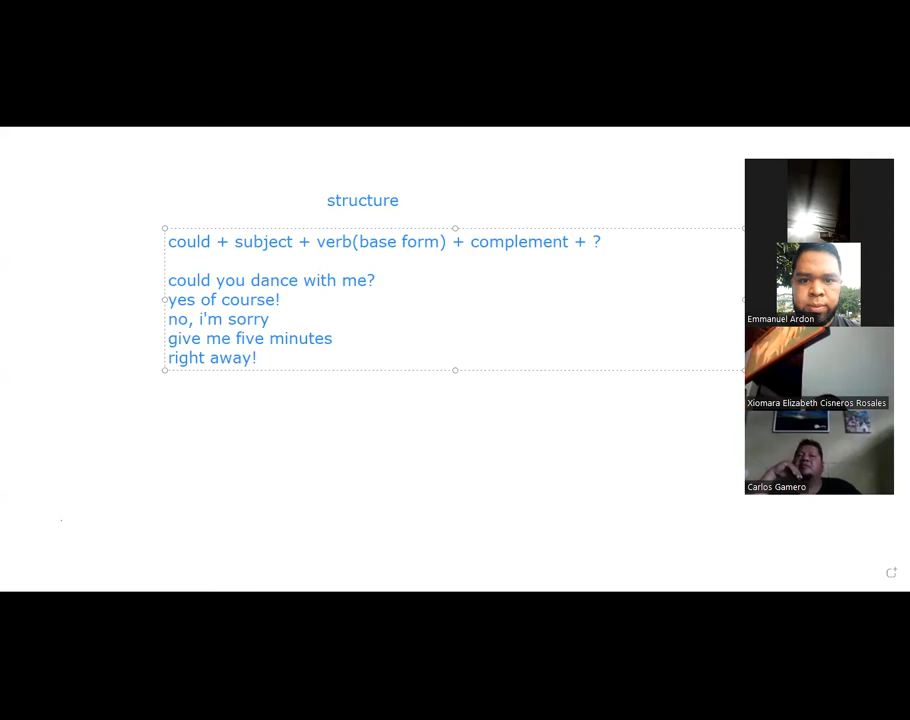 structure
could + subject + verb(base form) + complement + ?
could you dance with me?
yes of course!
no, i'm sorry
give me five minutes
right away!
Emmanuel Ardon
Xiomara Elizabeth Cisneros Rosales
Carlos Gamero